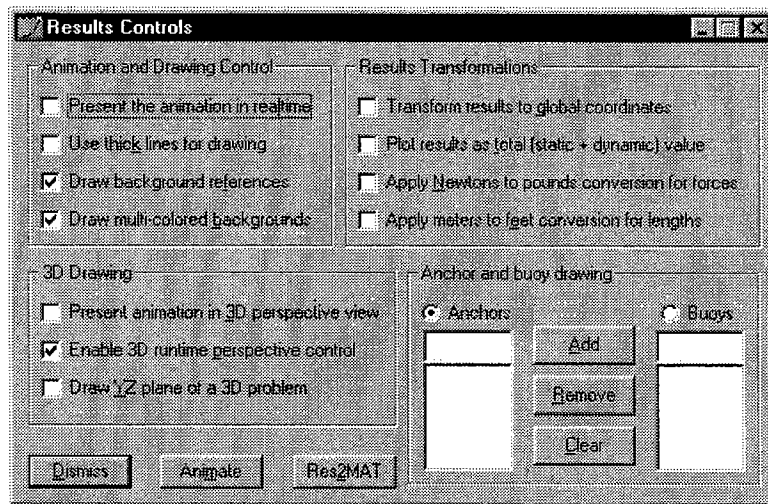 Results Controls
Animation and Drawing Control
Present the animation in realtime
Use thick lines for drawing
Draw background references
Draw multi-colored backgrounds
Results Transformations
Transform results to global coordinates
Plot results as total (static + dynamic) value
Apply Newtons to pounds conversion for forces
Apply meters to feet conversion for lengths
3D Drawing
Present animation in 3D perspective view
Enable 3D runtime perspective control
Draw YZ plane of a 3D problem
Anchor and buoy drawing
Anchors
Buoys
Add
Remove
Clear
Dismiss
Animate
Res2MAT